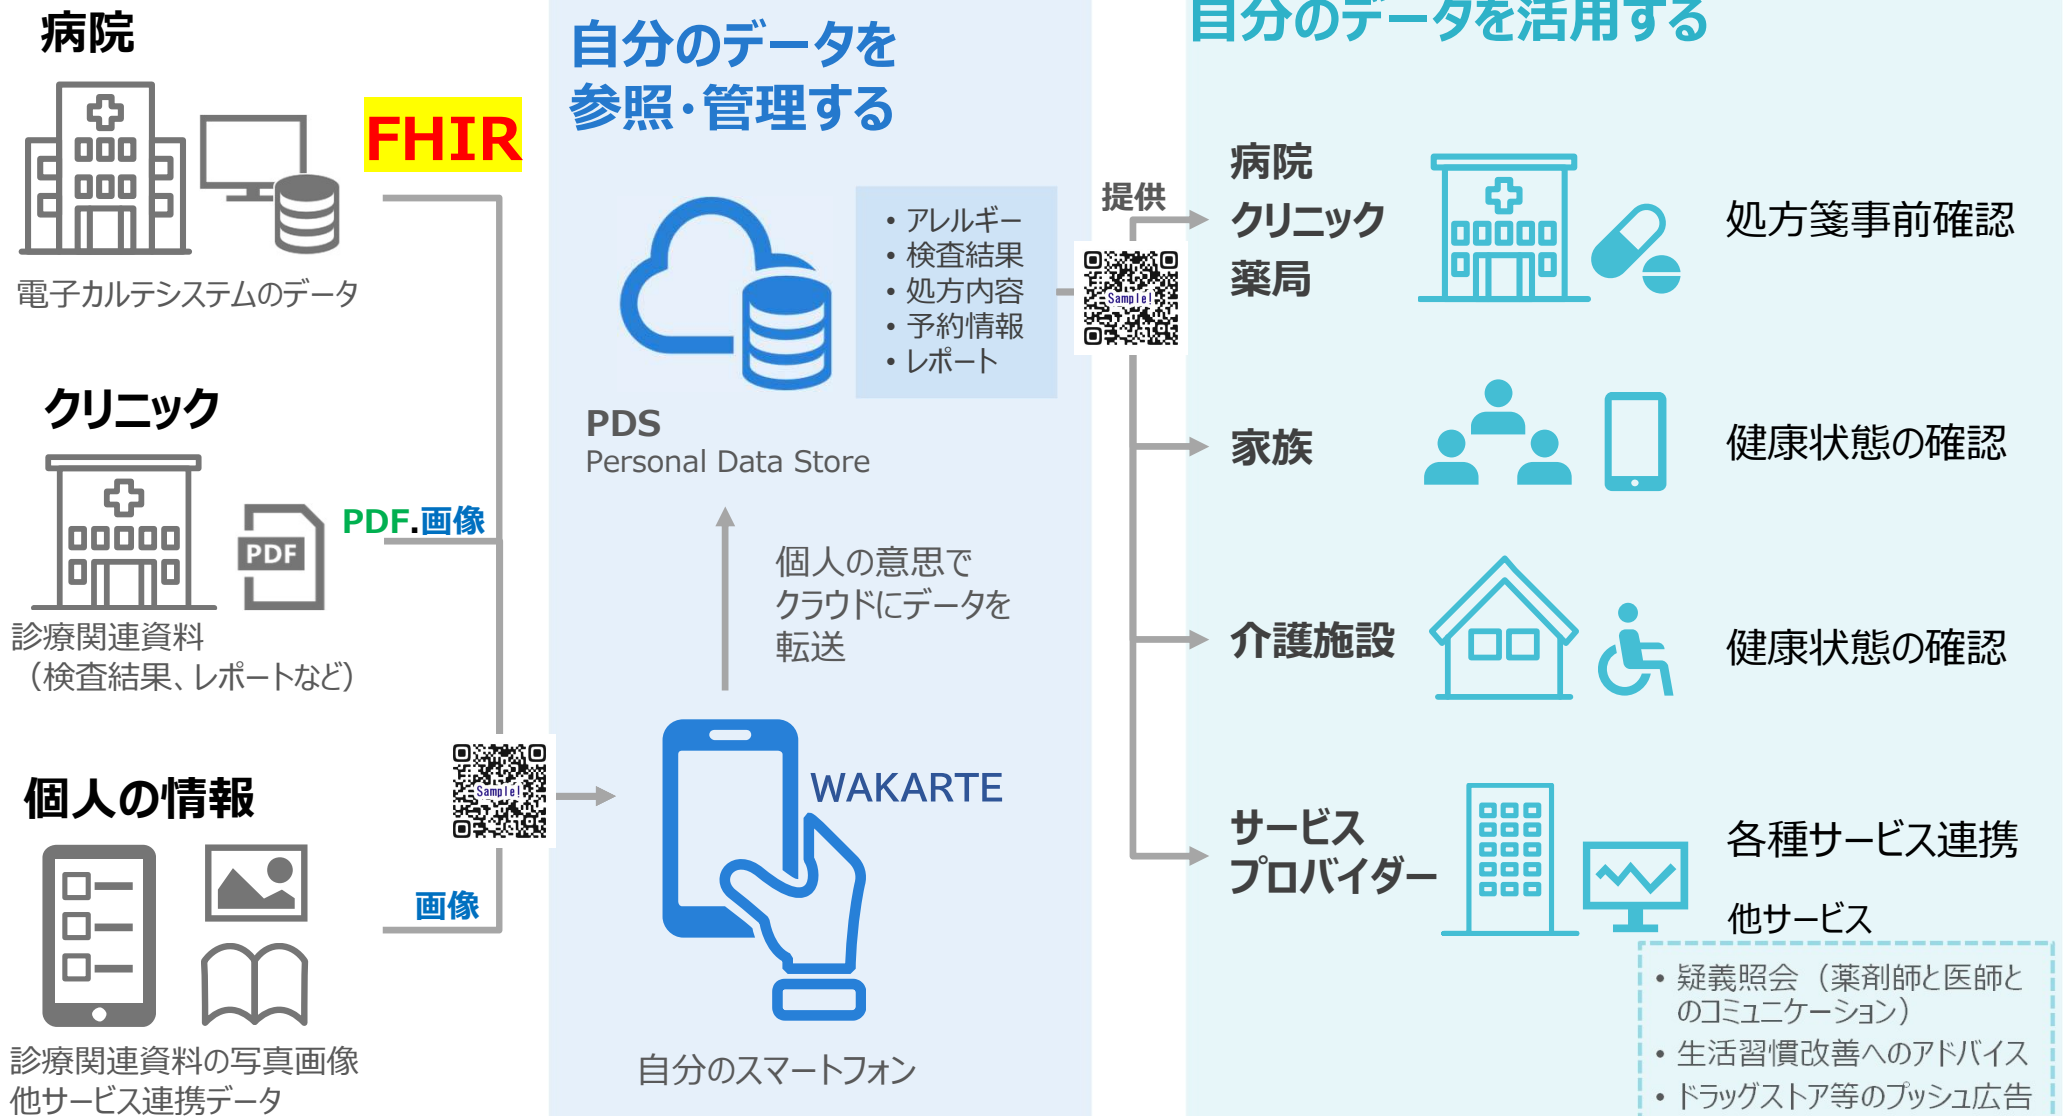 病院
FHIR
電子カルテシステムのデータ
クリニック
PDF
PDF.画像
診療関連資料
（検査結果、レポートなど）
個人の情報
画像
診療関連資料の写真画像
他サービス連携データ
Sample!
自分のデータを
参照・管理する
• アレルギー
• 検査結果
• 処方内容
• 予約情報
• レポート
PDS
Personal Data Store
個人の意思で
クラウドにデータを
転送
WAKARTE
自分のスマートフォン
提供
Sample!
自分のデータを活用する
病院
クリニック
薬局
処方箋事前確認
家族
健康状態の確認
介護施設
健康状態の確認
サービス
プロバイダー
各種サービス連携
他サービス
• 疑義照会（薬剤師と医師と
のコミュニケーション）
• 生活習慣改善へのアドバイス
• ドラッグストア等のプッシュ広告